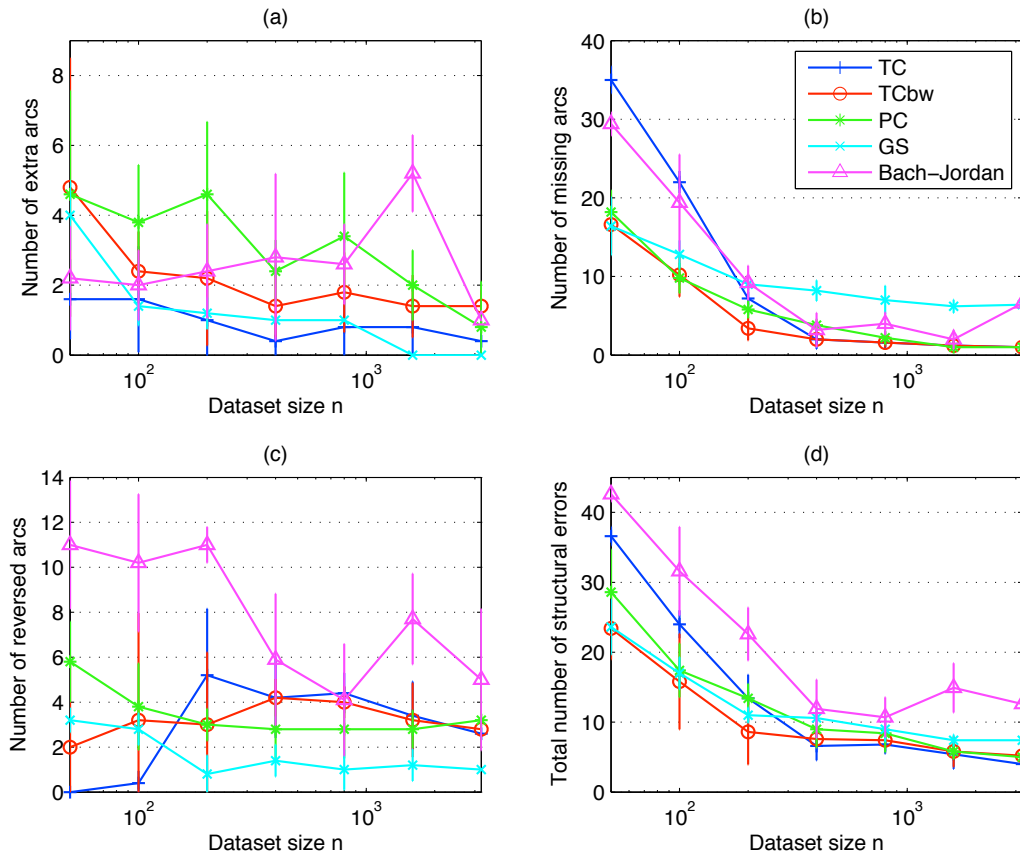 (a)
Number of extra arcs
8
6
4
2
0
10^2
10^3
Dataset size n
(b)
Number of missing arcs
40
30
20
10
0
10^2
10^3
Dataset size n
TC
TCbw
PC
GS
Bach–Jordan
(c)
Number of reversed arcs
14
12
10
8
6
4
2
0
10^2
10^3
Dataset size n
(d)
Total number of structural errors
40
30
20
10
0
10^2
10^3
Dataset size n